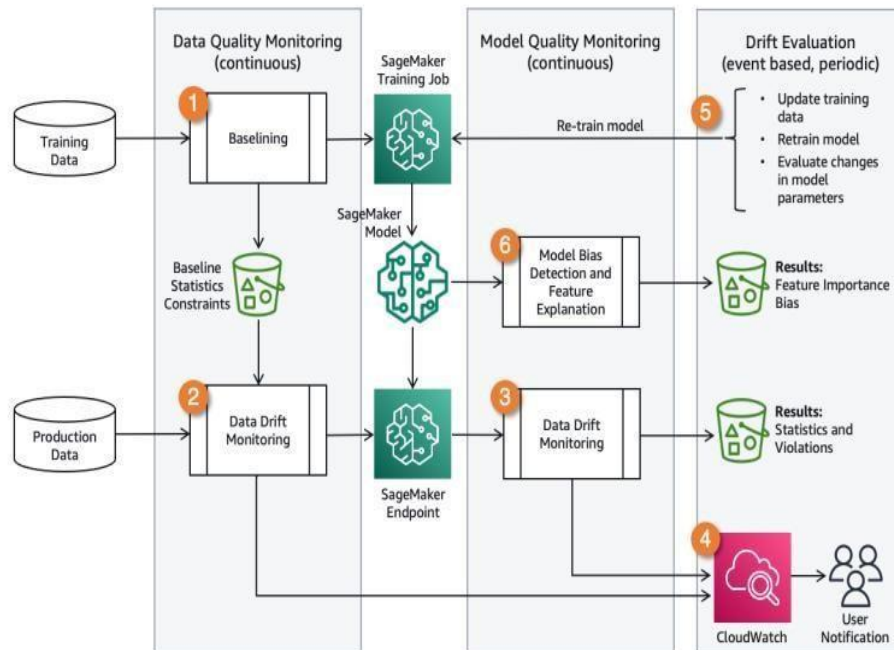 Data Quality Monitoring
(continuous)
SageMaker
Training Job
Model Quality Monitoring
(continuous)
Drift Evaluation
(event based, periodic)
1
Training
Data
Baselining
Re-train model
5
• Update training
data
• Retrain model
• Evaluate changes
in model
parameters
SageMaker
Model
Baseline
Statistics
Constraints
6
Model Bias
Detection and
Feature
Explanation
Results:
Feature Importance
Bias
2
Production
Data
Data Drift
Monitoring
SageMaker
Endpoint
3
Data Drift
Monitoring
Results:
Statistics and
Violations
4
CloudWatch
User
Notification